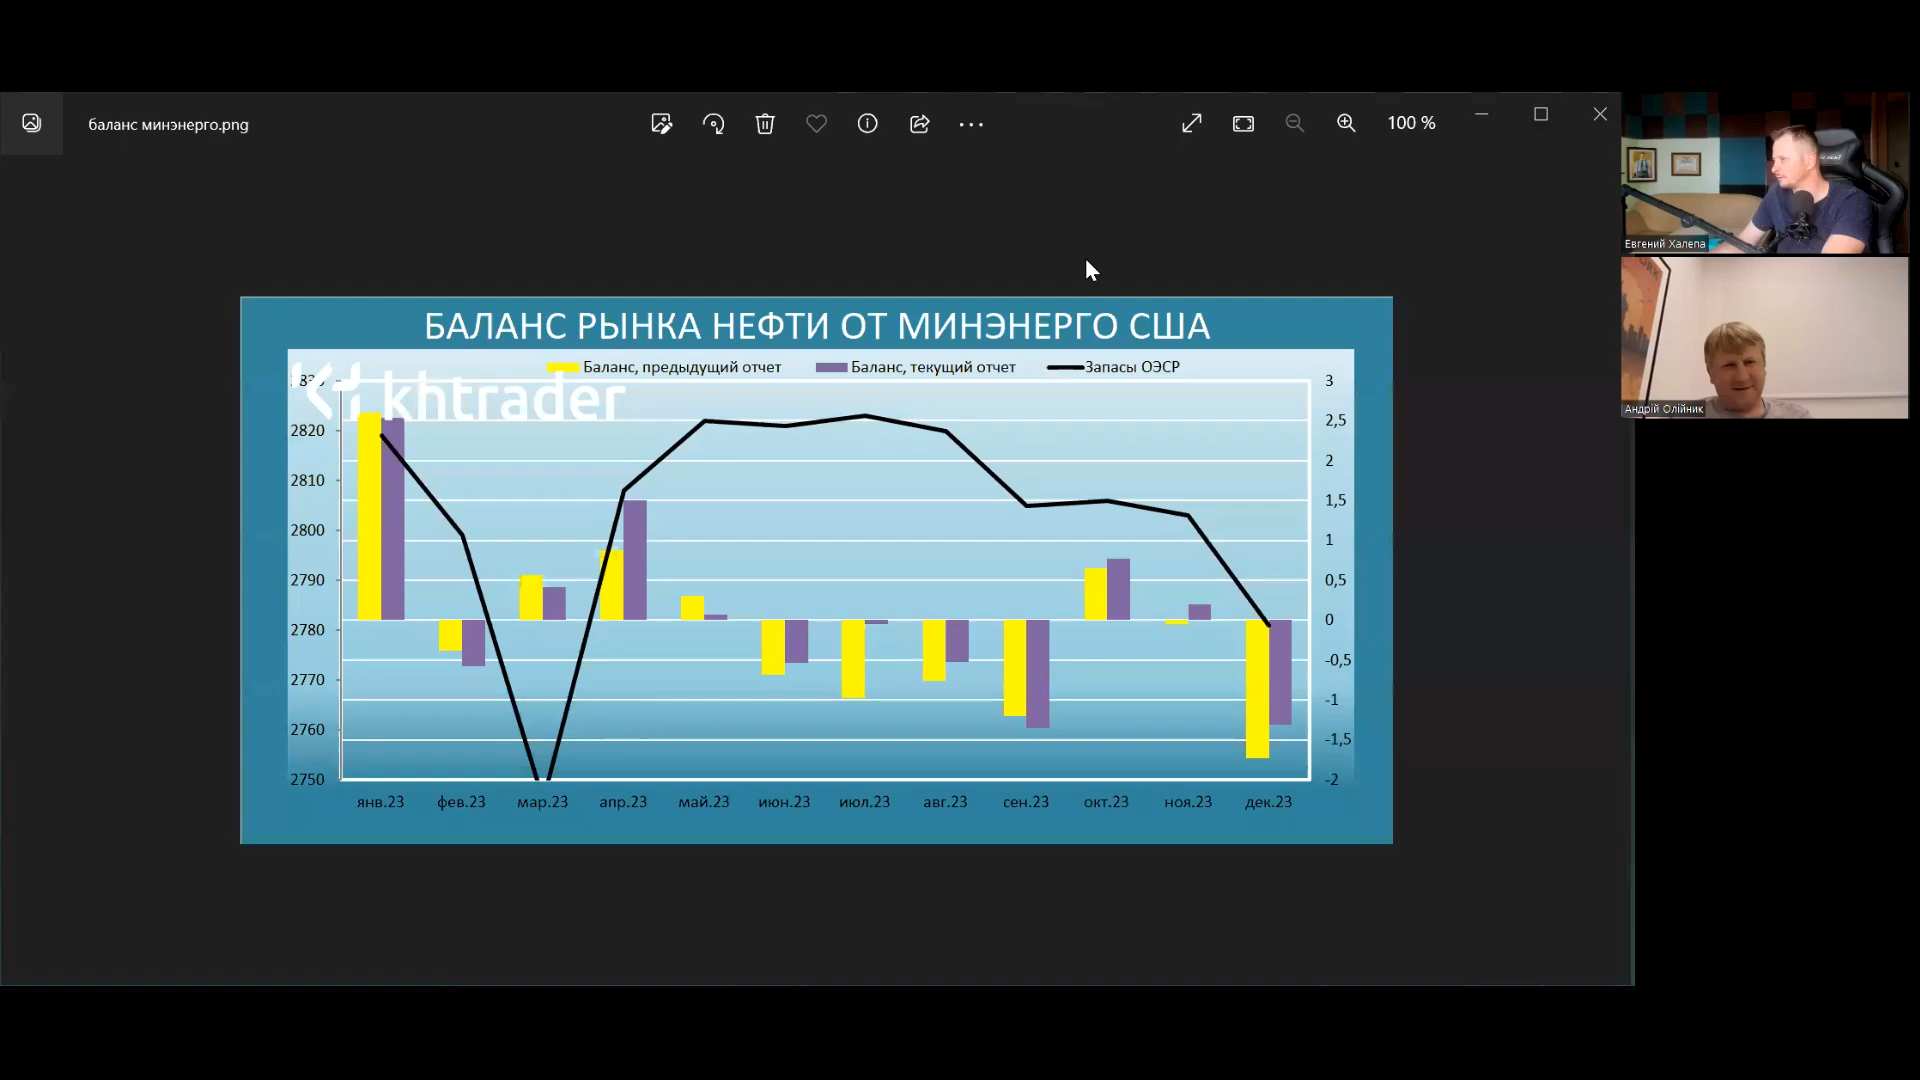 баланс минэнерго.png
100 %
Евгений Халепа
Андрій Олійник
БАЛАНС РЫНКА НЕФТИ ОТ МИНЭНЕРГО США
Баланс, предыдущий отчет Баланс, текущий отчет Запасы ОЭСР
khtrader
2820
2810
2800
2790
2780
2770
2760
2750
3
2,5
2
1,5
1
0,5
0
-0,5
-1
-1,5
-2
янв.23 фев.23 мар.23 апр.23 май.23 июн.23 июл.23 авг.23 сен.23 окт.23 ноя.23 дек.23